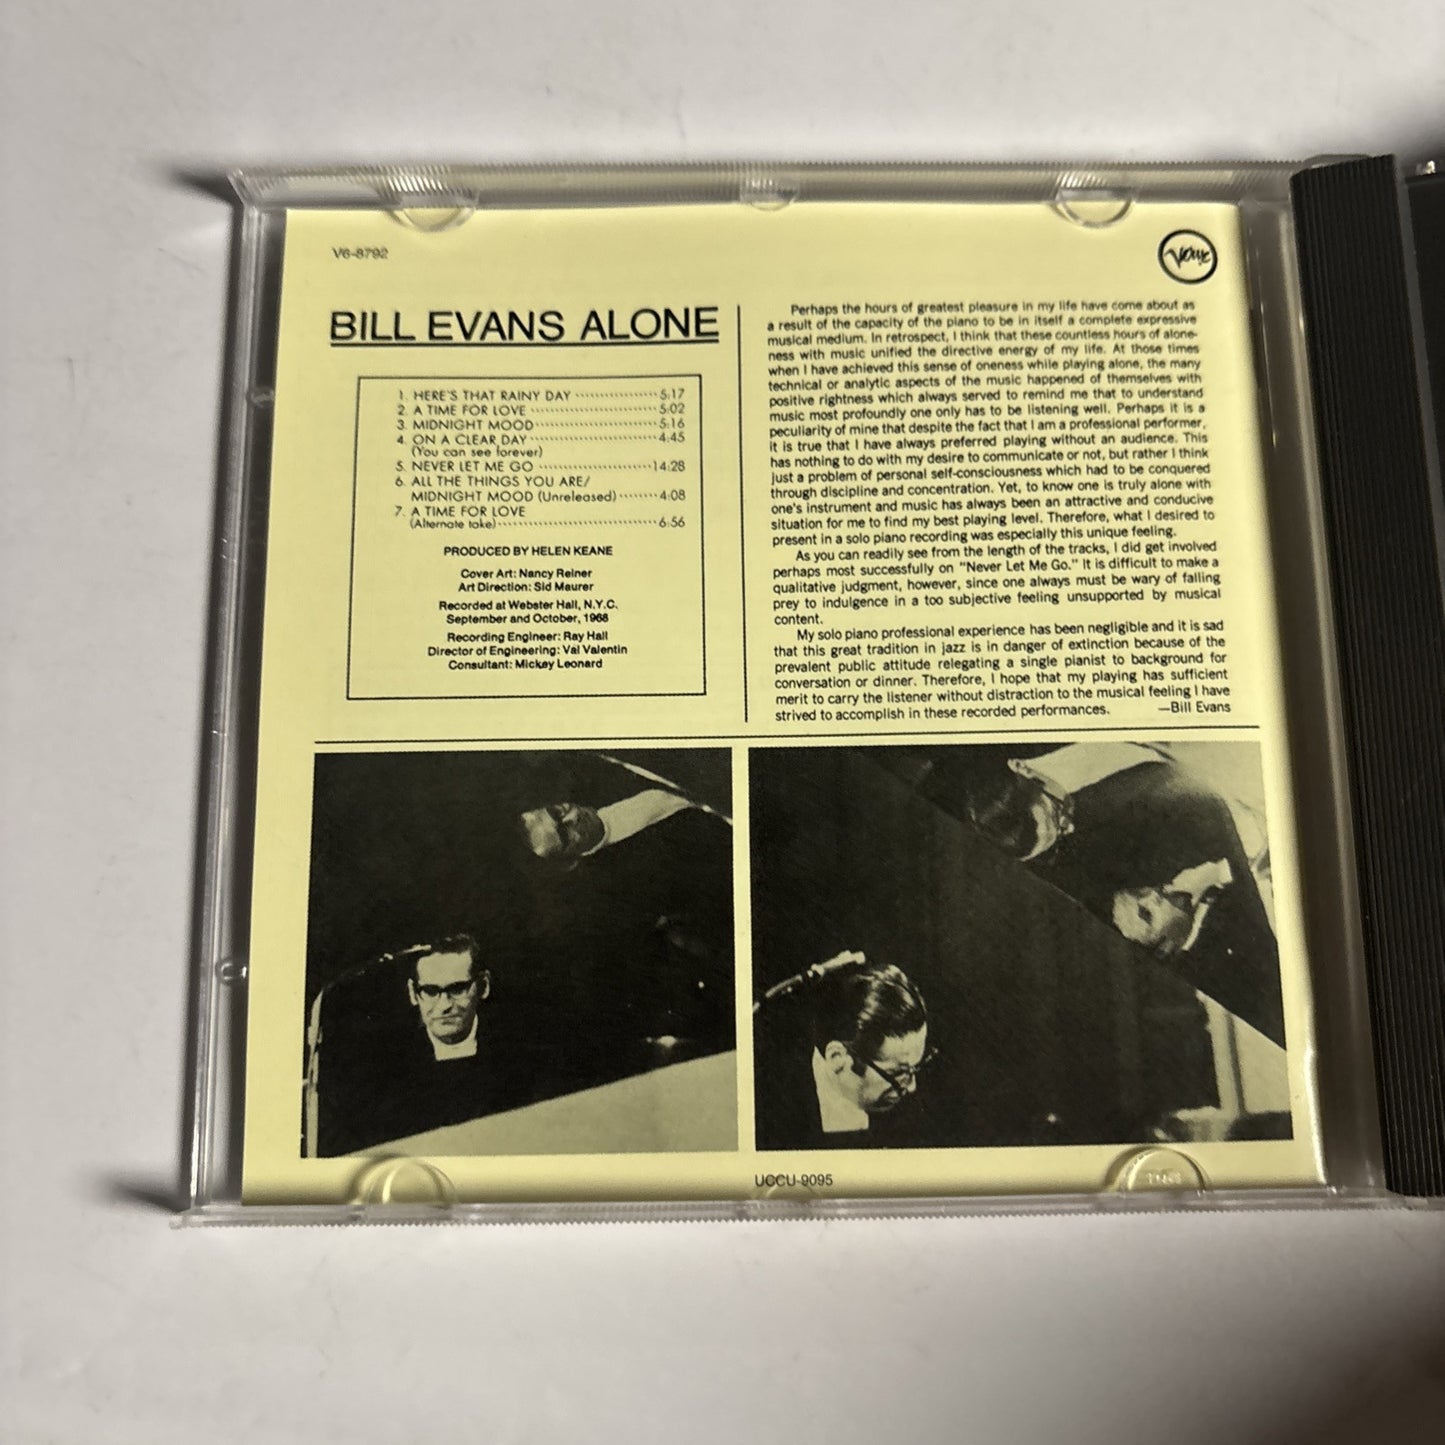 V6-8792
Verve
BILL EVANS ALONE
1. HERE'S THAT RAINY DAY ················ 5:17
2. A TIME FOR LOVE ························ 5:02
3. MIDNIGHT MOOD ······················· 5:16
4. ON A CLEAR DAY ························ 4:45
(You can see forever)
5. NEVER LET ME GO ······················ 14:28
6. ALL THE THINGS YOU ARE/
MIDNIGHT MOOD (Unreleased) ········ 4:08
7. A TIME FOR LOVE
(Alternate take) ······························ 6:56
PRODUCED BY HELEN KEANE
Cover Art: Nancy Reiner
Art Direction: Sid Maurer
Recorded at Webster Hall, N.Y.C.
September and October, 1968
Recording Engineer: Ray Hall
Director of Engineering: Val Valentin
Consultant: Mickey Leonard
Perhaps the hours of greatest pleasure in my life have come about as
a result of the capacity of the piano to be in itself a complete expressive
musical medium. In retrospect, I think that these countless hours of alone-
ness with music unified the directive energy of my life. At those times
when I have achieved this sense of oneness while playing alone, the many
technical or analytic aspects of the music happened of themselves with
positive rightness which always served to remind me that to understand
music most profoundly one only has to be listening well. Perhaps it is a
peculiarity of mine that despite the fact that I am a professional performer,
it is true that I have always preferred playing without an audience. This
has nothing to do with my desire to communicate or not, but rather I think
just a problem of personal self-consciousness which had to be conquered
through discipline and concentration. Yet, to know one is truly alone with
one's instrument and music has always been an attractive and conducive
situation for me to find my best playing level. Therefore, what I desired to
present in a solo piano recording was especially this unique feeling.
As you can readily see from the length of the tracks, I did get involved
perhaps most successfully on "Never Let Me Go." It is difficult to make a
qualitative judgment, however, since one always must be wary of falling
prey to indulgence in a too subjective feeling unsupported by musical
content.
My solo piano professional experience has been negligible and it is sad
that this great tradition in jazz is in danger of extinction because of the
prevalent public attitude relegating a single pianist to background for
conversation or dinner. Therefore, I hope that my playing has sufficient
merit to carry the listener without distraction to the musical feeling I have
strived to accomplish in these recorded performances. —Bill Evans
UCCU-9095